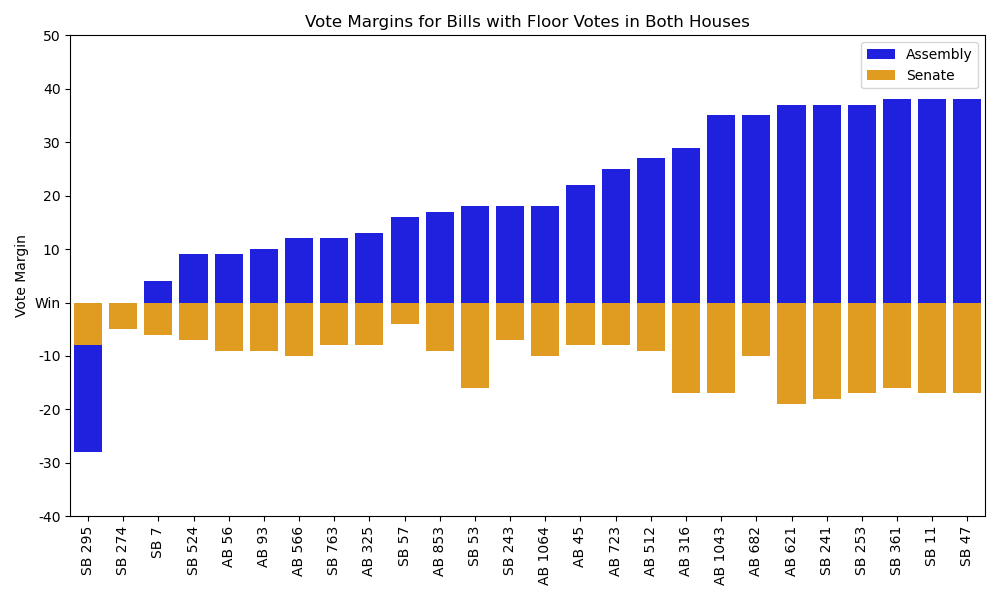 Vote Margins for Bills with Floor Votes in Both Houses
50
40
30
20
10
Win
-10
-20
-30
-40
Vote Margin
Assembly
Senate
SB 295
SB 274
SB 7
SB 524
AB 56
AB 93
AB 566
SB 763
AB 325
SB 57
AB 853
SB 53
SB 243
AB 1064
AB 45
AB 723
AB 512
AB 316
AB 1043
AB 682
AB 621
SB 241
SB 253
SB 361
SB 11
SB 47